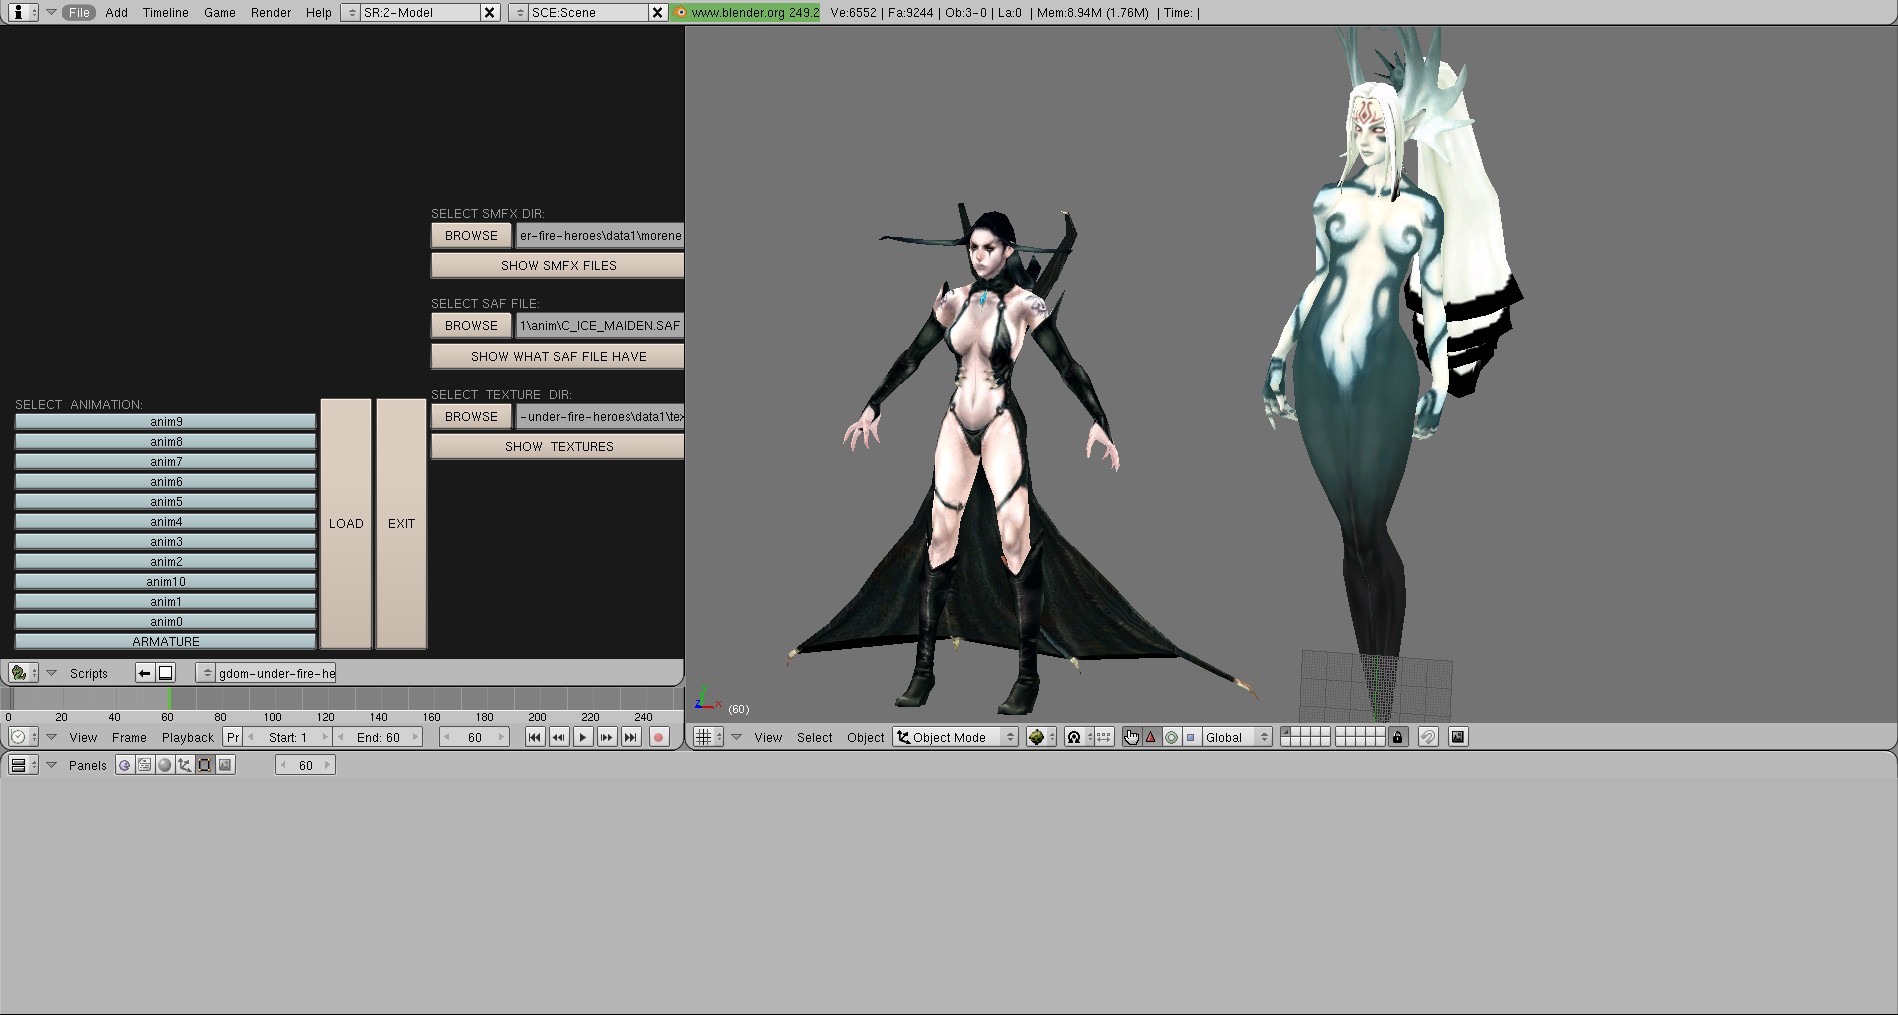 File Add Timeline Game Render Help SR:2-Model SCE:Scene www.blender.org 249.2 Ve:6552 | Fa:9244 | Ob:3-0 | La:0 | Mem:8.94M (1.76M) | Time: |
SELECT SMFX DIR:
BROWSE er-fire-heroes\data1\morene
SHOW SMFX FILES
SELECT SAF FILE:
BROWSE 1\anim\C_ICE_MAIDEN.SAF
SHOW WHAT SAF FILE HAVE
SELECT TEXTURE DIR:
BROWSE -under-fire-heroes\data1\tex
SHOW TEXTURES
SELECT ANIMATION:
anim9
anim8
anim7
anim6
anim5
anim4
anim3
anim2
anim10
anim1
anim0
ARMATURE
LOAD EXIT
Scripts gdom-under-fire-he
0 20 40 60 80 100 120 140 160 180 200 220 240
View Frame Playback Pr Start: 1 End: 60 60
Z Y X (60)
View Select Object Object Mode Global
Panels 60